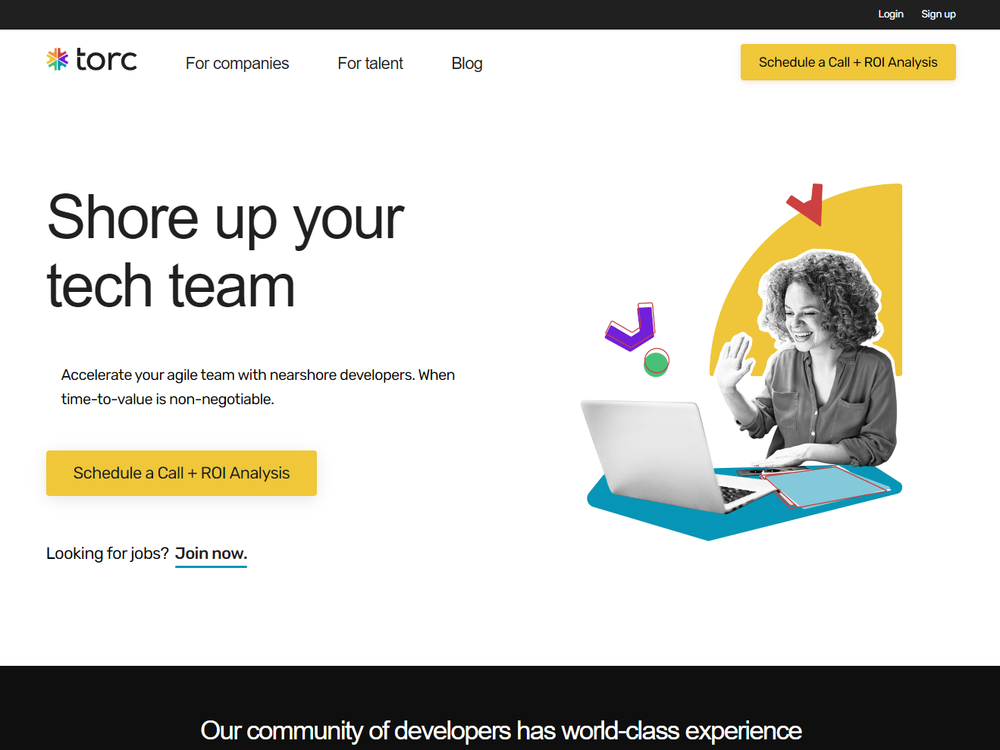 Login Sign up
torc For companies For talent Blog Schedule a Call + ROI Analysis
Shore up your
tech team
Accelerate your agile team with nearshore developers. When
time-to-value is non-negotiable.
Schedule a Call + ROI Analysis
Looking for jobs? Join now.
Our community of developers has world-class experience